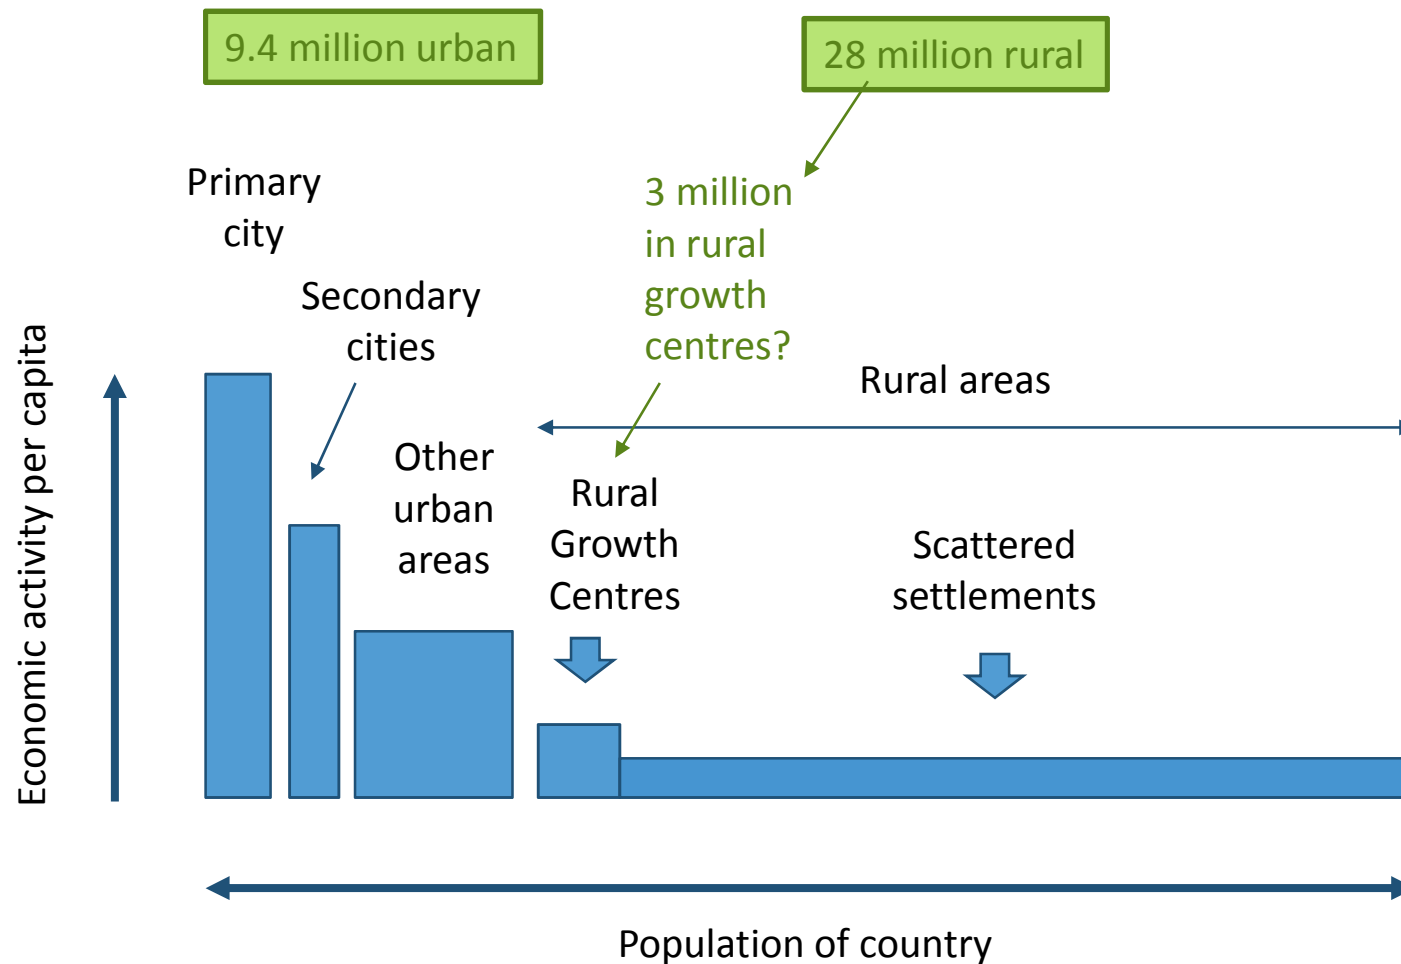 9.4 million urban
28 million rural
Primary
city
3 million
in rural
growth
centres?
Secondary
cities
Rural areas
Other
urban
areas
Rural
Growth
Centres
Scattered
settlements
Economic activity per capita
Population of country